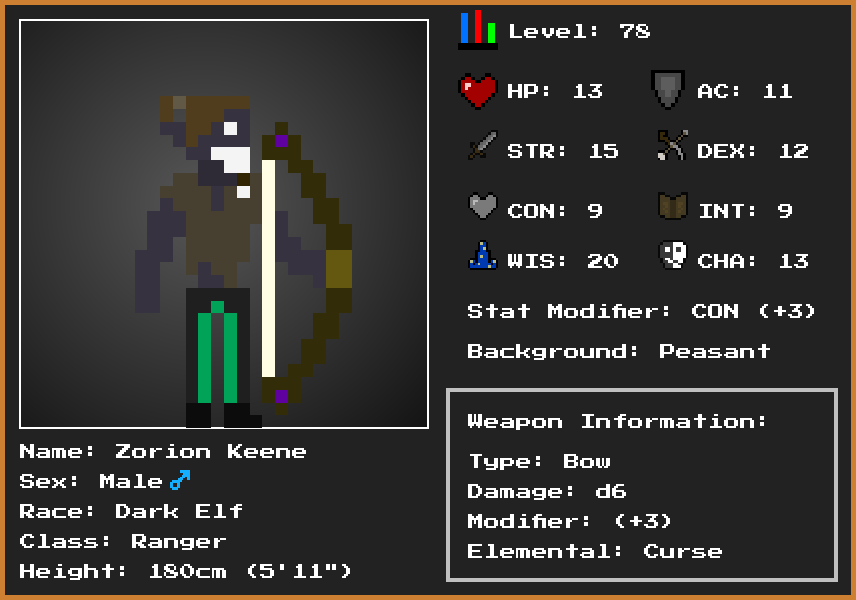 Level: 78
HP: 13 AC: 11
STR: 15 DEX: 12
CON: 9 INT: 9
WIS: 20 CHA: 13
Stat Modifier: CON (+3)
Background: Peasant
Name: Zorion Keene
Sex: Male♂
Race: Dark Elf
Class: Ranger
Height: 180cm (5'11")
Weapon Information:
Type: Bow
Damage: d6
Modifier: (+3)
Elemental: Curse